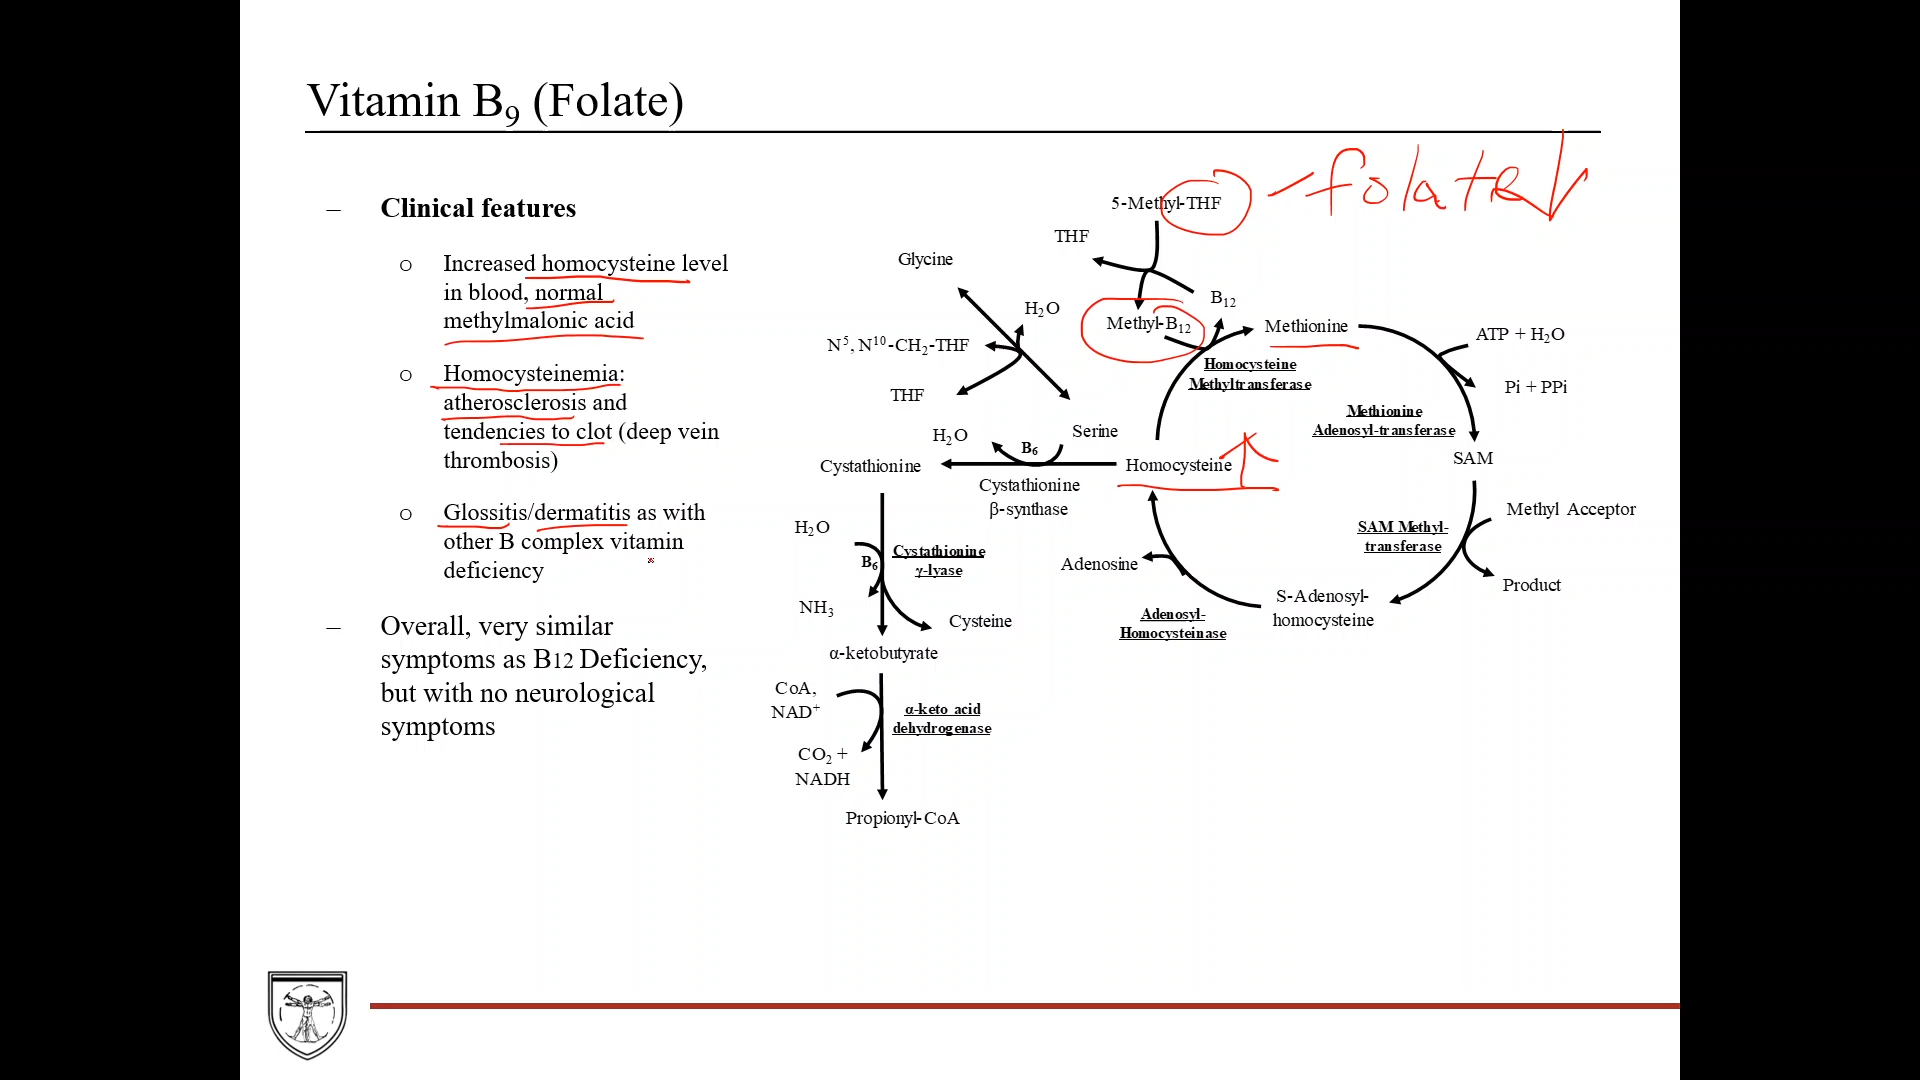 Vitamin B₉ (Folate)
– Clinical features
o Increased homocysteine level
in blood, normal
methylmalonic acid
o Homocysteinemia:
atherosclerosis and
tendencies to clot (deep vein
thrombosis)
o Glossitis/dermatitis as with
other B complex vitamin
deficiency
– Overall, very similar
symptoms as B12 Deficiency,
but with no neurological
symptoms
folate
5-Methyl-THF
THF
Glycine
B₁₂
H₂O
Methyl-B₁₂
Methionine
ATP + H₂O
N⁵, N¹⁰-CH₂-THF
Homocysteine
Methyltransferase
Pi + PPi
THF
Methionine
Adenosyl-transferase
H₂O
Serine
B₆
SAM
Cystathionine
Homocysteine
Cystathionine
β-synthase
Methyl Acceptor
H₂O
SAM Methyl-
transferase
Cystathionine
γ-lyase
B₆
Adenosine
Product
NH₃
S-Adenosyl-
homocysteine
Cysteine
Adenosyl-
Homocysteinase
α-ketobutyrate
CoA,
NAD⁺
α-keto acid
dehydrogenase
CO₂ +
NADH
Propionyl-CoA